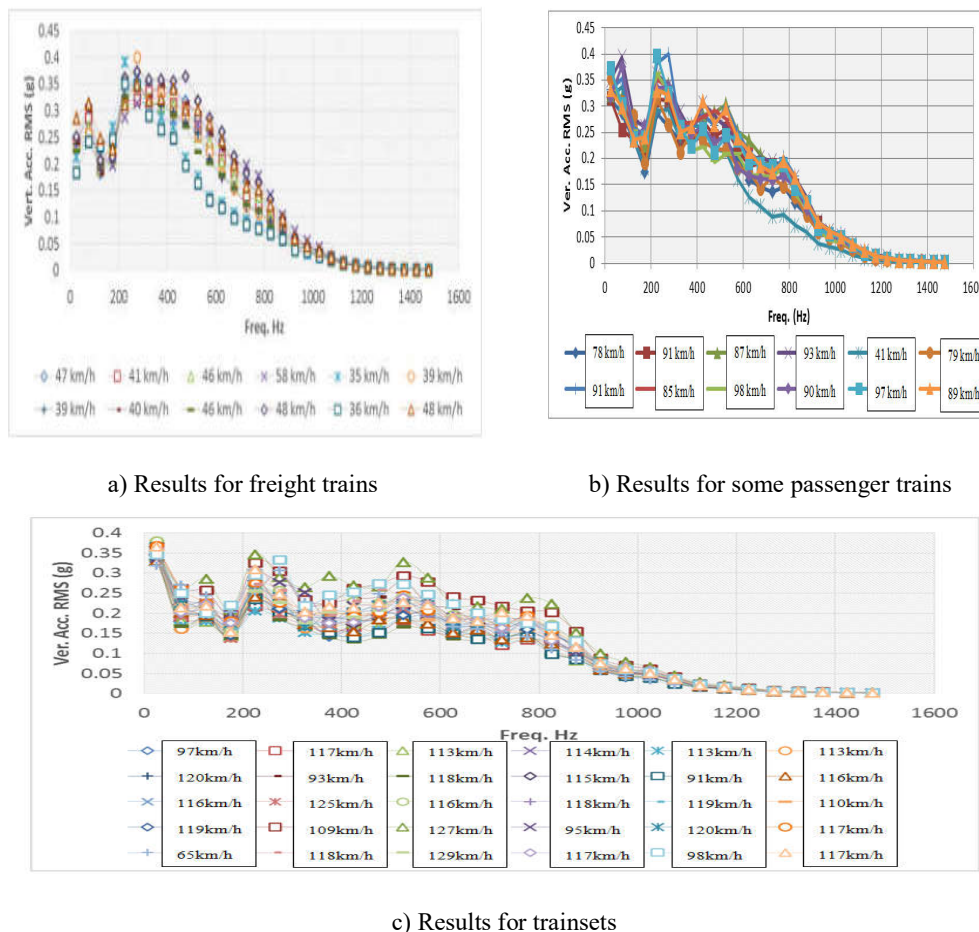 a)
b)
0.45
0.4
0.35
0.3
0.25
0.2
0.15
0.1
0.05
0
Vert. Acc. RMS (g)
0 200 400 600 800 1000 1200 1400 1600
Freq. Hz
47 km/h 41 km/h 46 km/h 58 km/h 35 km/h 39 km/h
39 km/h 40 km/h 46 km/h 48 km/h 36 km/h 48 km/h
0.45
0.4
0.35
0.3
0.25
0.2
0.15
0.1
0.05
0
Ver. Acc. RMS (g)
0 200 400 600 800 1000 1200 1400 160
Freq. (Hz)
78 km/h 91 km/h 87 km/h 93 km/h 41 km/h 79 km/h
91 km/h 85 km/h 98 km/h 90 km/h 97 km/h 89 km/h
a) Results for freight trains
b) Results for some passenger trains
0.4
0.35
0.3
0.25
0.2
0.15
0.1
0.05
0
Ver. Acc. RMS (g)
0 200 400 600 800 1000 1200 1400 1600
Freq. Hz
97km/h 117km/h 113km/h 114km/h 113km/h 113km/h
120km/h 93km/h 118km/h 115km/h 91km/h 116km/h
116km/h 125km/h 116km/h 118km/h 119km/h 110km/h
119km/h 109km/h 127km/h 95km/h 120km/h 117km/h
65km/h 118km/h 129km/h 117km/h 98km/h 117km/h
c) Results for trainsets